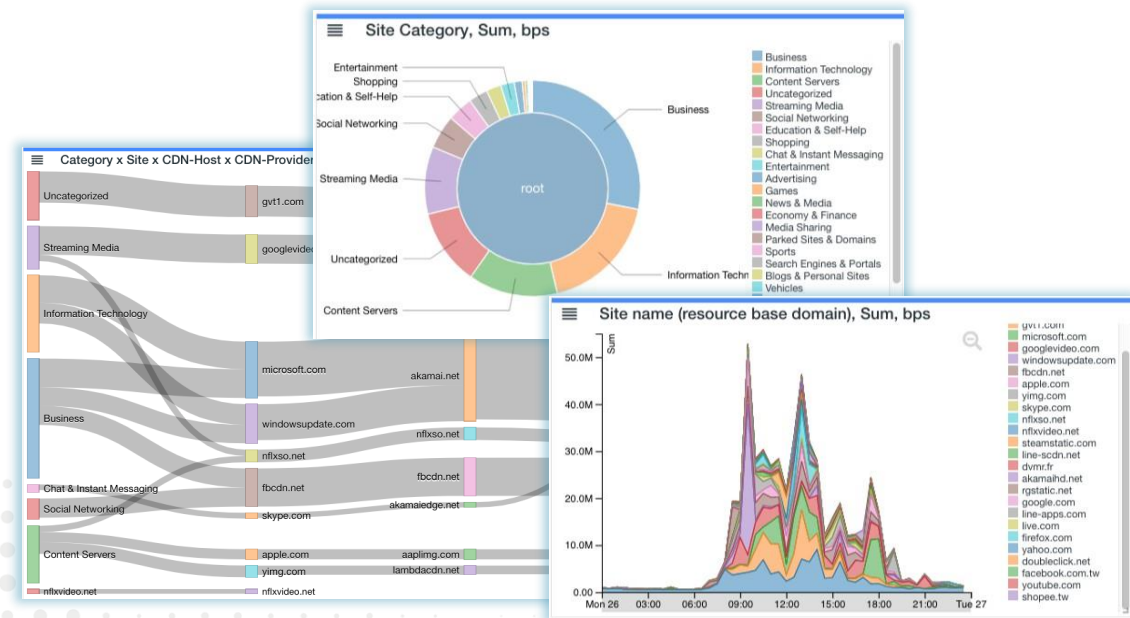 Site Category, Sum, bps
Entertainment
Shopping
cation & Self-Help
Social Networking
Streaming Media
Uncategorized
Content Servers
Business
Information Techn
root
Business
Information Technology
Content Servers
Uncategorized
Streaming Media
Social Networking
Education & Self-Help
Shopping
Chat & Instant Messaging
Entertainment
Advertising
Games
News & Media
Economy & Finance
Media Sharing
Parked Sites & Domains
Sports
Search Engines & Portals
Blogs & Personal Sites
Vehicles
Category x Site x CDN-Host x CDN-Provider
Uncategorized
Streaming Media
Information Technology
Business
Chat & Instant Messaging
Social Networking
Content Servers
nflxvideo.net
gvt1.com
googlevideo
microsoft.com
windowsupdate.com
nflxso.net
fbcdn.net
skype.com
apple.com
yimg.com
nflxvideo.net
akamai.net
nflxso.net
fbcdn.net
akamaiedge.net
aaplimg.com
lambdacdn.net
Site name (resource base domain), Sum, bps
Sum
50.0M
40.0M
30.0M
20.0M
10.0M
0.00
Mon 26
03:00
06:00
09:00
12:00
15:00
18:00
21:00
Tue 27
gvt1.com
microsoft.com
googlevideo.com
windowsupdate.com
fbcdn.net
apple.com
yimg.com
skype.com
nflxso.net
nflxvideo.net
steamstatic.com
line-scdn.net
dvmr.fr
akamaihd.net
rgstatic.net
google.com
line-apps.com
live.com
firefox.com
yahoo.com
doubleclick.net
facebook.com.tw
youtube.com
shopee.tw